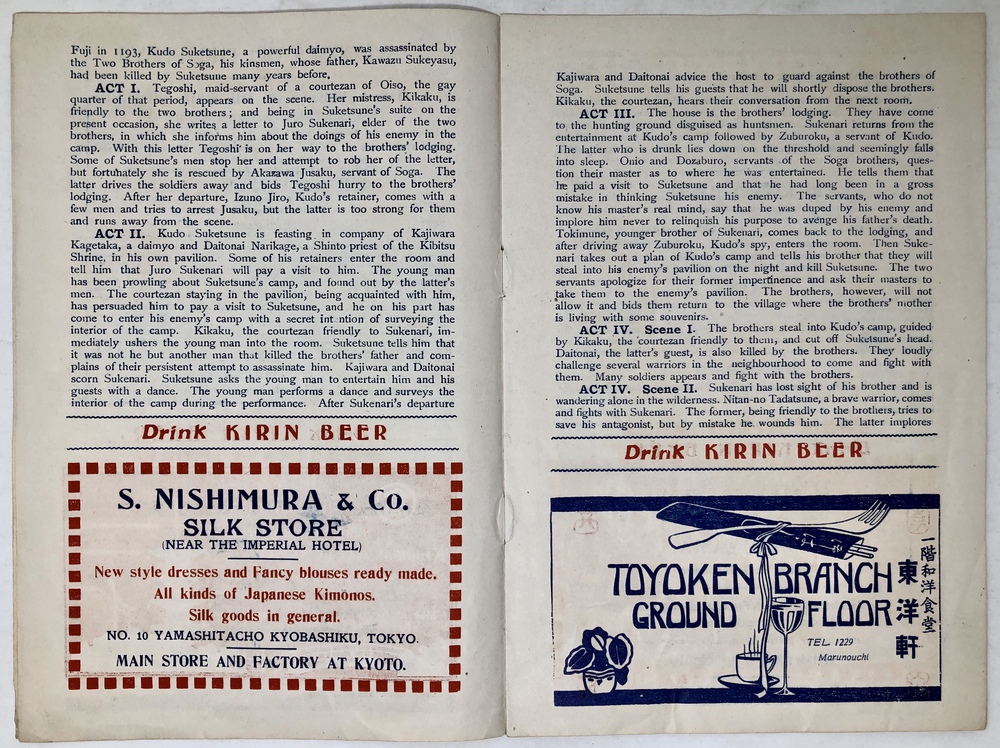 Fuji in 1193, Kudo Suketsune, a powerful daimyo, was assassinated by
the Two Brothers of Soga, his kinsmen, whose father, Kawazu Sukeyasu,
had been killed by Suketsuue many years before.
ACT I. Tegoshi, maid-servant of a courtezan of Oiso, the gay
quarter of that period, appears on the scene. Her mistress, Kikaku, is
friendly to the two brothers; and being in Suketsune's suite on the
present occasion, she writes a letter to Juro Sukenari, elder of the two
brothers, in which she informs him about the doings of his enemy in the
camp. With this letter Tegoshi is on her way to the brothers' lodging.
Some of Suketsune's men stop her and attempt to rob her of the letter,
but fortunately she is rescued by Akazawa Jusaku, servant of Soga. The
latter drives the soldiers away and bids Tegoshi hurry to the brothers'
lodging. After her departure, Izuno Jiro, Kudo's retainer, comes with a
few men and tries to arrest Jusaku, but the latter is too strong for them
and runs away from the scene.
ACT II. Kudo Suketsune is feasting in company of Kajiwara
Kagetaka, a daimyo and Daitonai Narikage, a Shinto priest of the Kibitsu
Shrine, in his own pavilion. Some of his retainers enter the room and
tell him that Juro Sukenari will pay a visit to him. The young man
has been prowling about Suketsune's camp, and found out by the latter's
men. The courtezan staying in the pavilion, being acquainted with him,
has persuaded him to pay a visit to Suketsune, and he on his part has
come to enter his enemy's camp with a secret int ntion of surveying the
interior of the camp. Kikaku, the courtezan friendly to Sukenari, im-
mediately ushers the young man into the room. Suketsune tells him that
it was not he but another man that killed the brothers' father and com-
plains of their persistent attempt to assassinate him. Kajiwara and Daitonai
scorn Sukenari. Suketsune asks the young man to entertain him and his
guests with a dance. The young man performs a dance and surveys the
interior of the camp during the performance. After Sukenari's departure
Drink KIRIN BEER
S. NISHIMURA & Co.
SILK STORE
(NEAR THE IMPERIAL HOTEL)
New style dresses and Fancy blouses ready made.
All kinds of Japanese Kimonos.
Silk goods in general.
NO. 10 YAMASHITACHO KYOBASHIKU, TOKYO.
MAIN STORE AND FACTORY AT KYOTO.
Kajiwara and Daitonai advice the host to guard against the brothers of
Soga. Suketsune tells his guests that he will shortly dispose the brothers.
Kikaku, the courtezan, hears their conversation from the next room.
ACT III. The house is the brothers' lodging. They have come
to the hunting ground disguised as huntsmen. Sukenari returns from the
entertainment at Kudo's camp followed by Zuburoku, a servant of Kudo.
The latter who is drunk lies down on the threshold and seemingly falls
into sleep. Onio and Dozaburo, servants of the Soga brothers, ques-
tion their master as to where he was entertained. He tells them that
he paid a visit to Suketsune and that he had long been in a gross
mistake in thinking Suketsune his enemy. The servants, who do not
know his master's real mind, say that he was duped by his enemy and
implore him never to relinquish his purpose to avenge his father's death.
Tokimune, younger brother of Sukenari, comes back to the lodging, and
after driving away Zuburoku, Kudo's spy, enters the room. Then Suke-
nari takes out a plan of Kudo's camp and tells his brother that they will
steal into his enemy's pavilion on the night and kill Suketsune. The two
servants apologize for their former impertinence and ask their masters to
take them to the enemy's pavilion. The brothers, however, will not
allow it and bids them return to the village where the brothers' mother
is living with some souvenirs.
ACT IV. Scene I. The brothers steal into Kudo's camp, guided
by Kikaku, the courtezan friendly to them, and cut off Suketsune's head.
Daitonai, the latter's guest, is also killed by the brothers. They loudly
challenge several warriors in the neighbourhood to come and fight with
them. Many soldiers appears and fight with the brothers.
ACT IV. Scene II. Sukenari has lost sight of his brother and is
wandering alone in the wilderness. Nitan-no Tadatsune, a brave warrior, comes
and fights with Sukenari. The former, being friendly to the brothers, tries to
save his antagonist, but by mistake he wounds him. The latter implores
Drink KIRIN BEER
TOYOKEN BRANCH
GROUND FLOOR
TEL. 1229
Marunouchi
東洋軒
一階和洋食堂